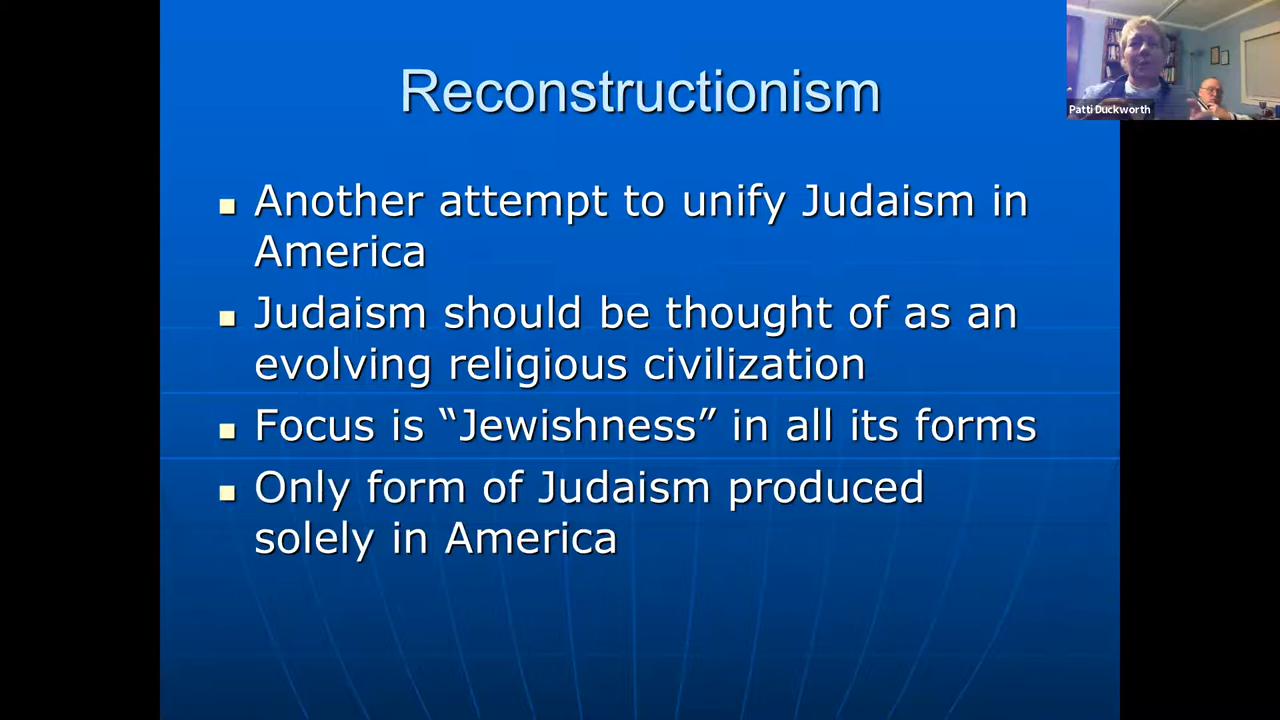 Reconstructionism
Patti Duckworth
Another attempt to unify Judaism in
America
Judaism should be thought of as an
evolving religious civilization
Focus is “Jewishness” in all its forms
Only form of Judaism produced
solely in America